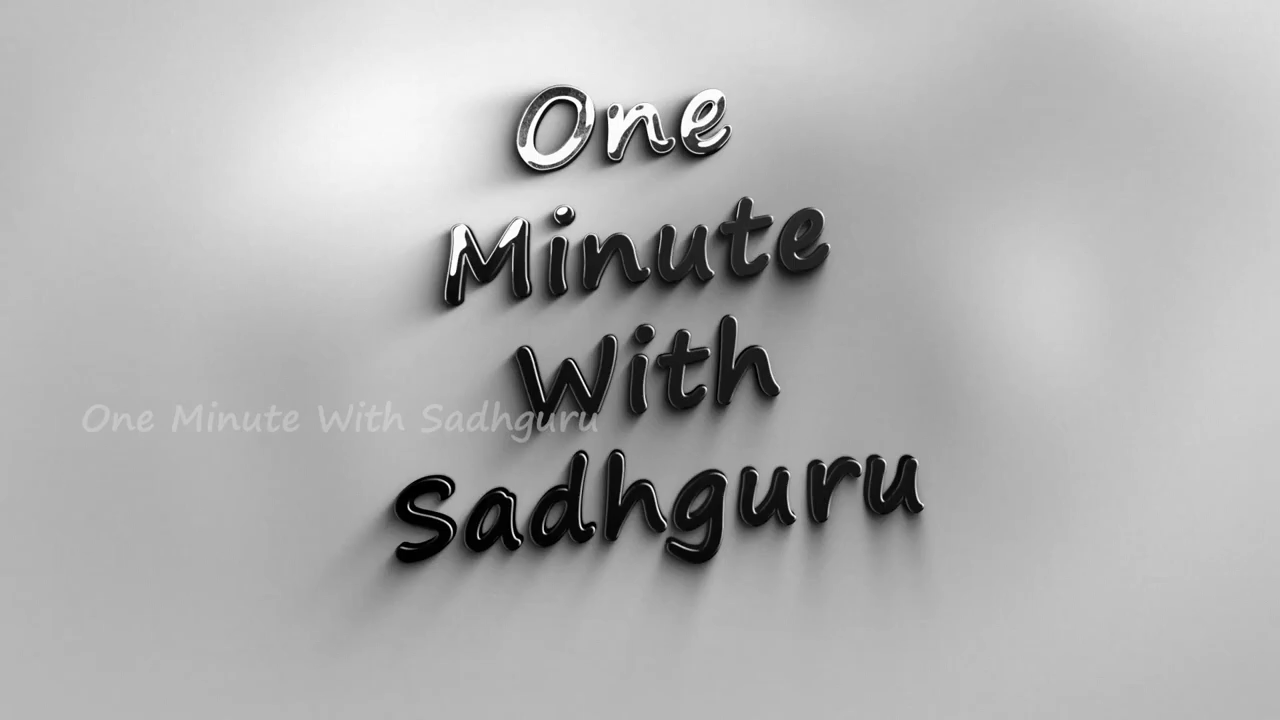 One
Minute
With
Sadhguru
One Minute With Sadhguru